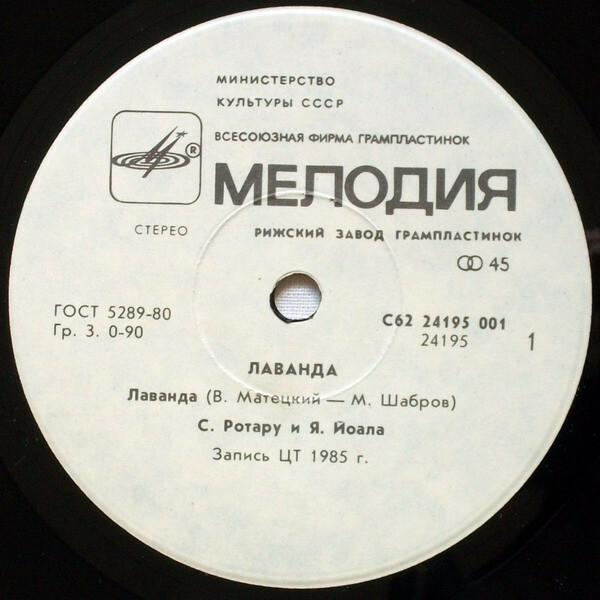 МИНИСТЕРСТВО
КУЛЬТУРЫ СССР
ВСЕСОЮЗНАЯ ФИРМА ГРАМПЛАСТИНОК
®
МЕЛОДИЯ
СТЕРЕО
РИЖСКИЙ ЗАВОД ГРАМПЛАСТИНОК
45
ГОСТ 5289-80
Гр. 3. 0-90
С62 24195 001
24195
1
ЛАВАНДА
Лаванда (В. Матецкий — М. Шабров)
С. Ротару и Я. Йоала
Запись ЦТ 1985 г.